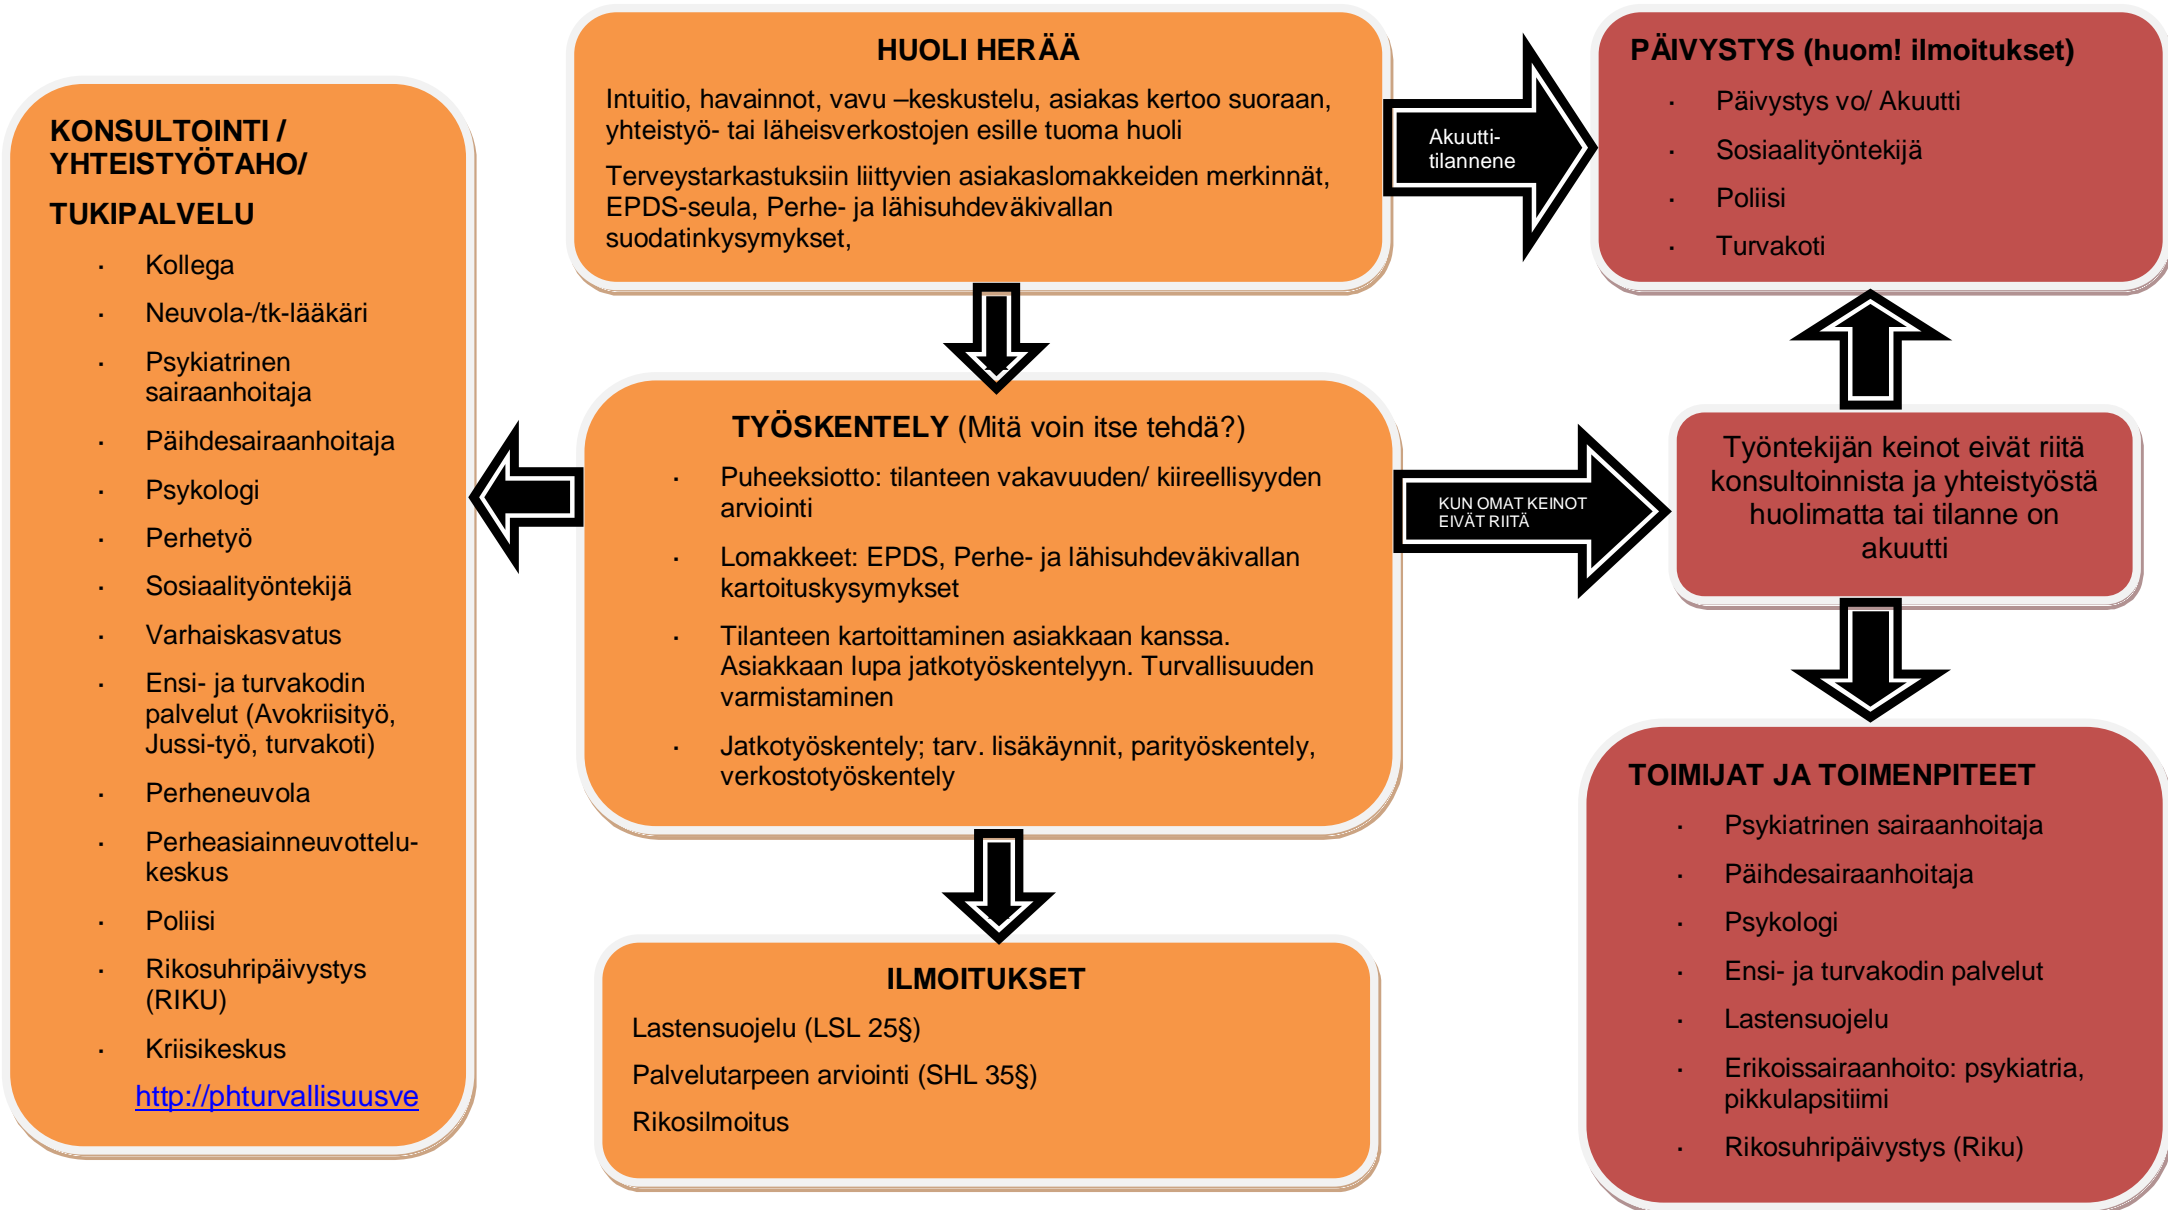 HUOLI HERÄÄ
Intuitio, havainnot, vavu –keskustelu, asiakas kertoo suoraan,
yhteistyö- tai läheisverkostojen esille tuoma huoli
Terveystarkastuksiin liittyvien asiakaslomakkeiden merkinnät,
EPDS-seula, Perhe- ja lähisuhdeväkivallan
suodatinkysymykset,
Akuutti-
tilannene
PÄIVYSTYS (huom! ilmoitukset)
· Päivystys vo/ Akuutti
· Sosiaalityöntekijä
· Poliisi
· Turvakoti
KONSULTOINTI /
YHTEISTYÖTAHO/
TUKIPALVELU
· Kollega
· Neuvola-/tk-lääkäri
· Psykiatrinen
sairaanhoitaja
· Päihdesairaanhoitaja
· Psykologi
· Perhetyö
· Sosiaalityöntekijä
· Varhaiskasvatus
· Ensi- ja turvakodin
palvelut (Avokriisityö,
Jussi-työ, turvakoti)
· Perheneuvola
· Perheasiainneuvottelu-
keskus
· Poliisi
· Rikosuhripäivystys
(RIKU)
· Kriisikeskus
http://phturvallisuusve
TYÖSKENTELY (Mitä voin itse tehdä?)
· Puheeksiotto: tilanteen vakavuuden/ kiireellisyyden
arviointi
· Lomakkeet: EPDS, Perhe- ja lähisuhdeväkivallan
kartoituskysymykset
· Tilanteen kartoittaminen asiakkaan kanssa.
Asiakkaan lupa jatkotyöskentelyyn. Turvallisuuden
varmistaminen
· Jatkotyöskentely; tarv. lisäkäynnit, parityöskentely,
verkostotyöskentely
KUN OMAT KEINOT
EIVÄT RIITÄ
Työntekijän keinot eivät riitä
konsultoinnista ja yhteistyöstä
huolimatta tai tilanne on
akuutti
ILMOITUKSET
Lastensuojelu (LSL 25§)
Palvelutarpeen arviointi (SHL 35§)
Rikosilmoitus
TOIMIJAT JA TOIMENPITEET
· Psykiatrinen sairaanhoitaja
· Päihdesairaanhoitaja
· Psykologi
· Ensi- ja turvakodin palvelut
· Lastensuojelu
· Erikoissairaanhoito: psykiatria,
pikkulapsitiimi
· Rikosuhripäivystys (Riku)